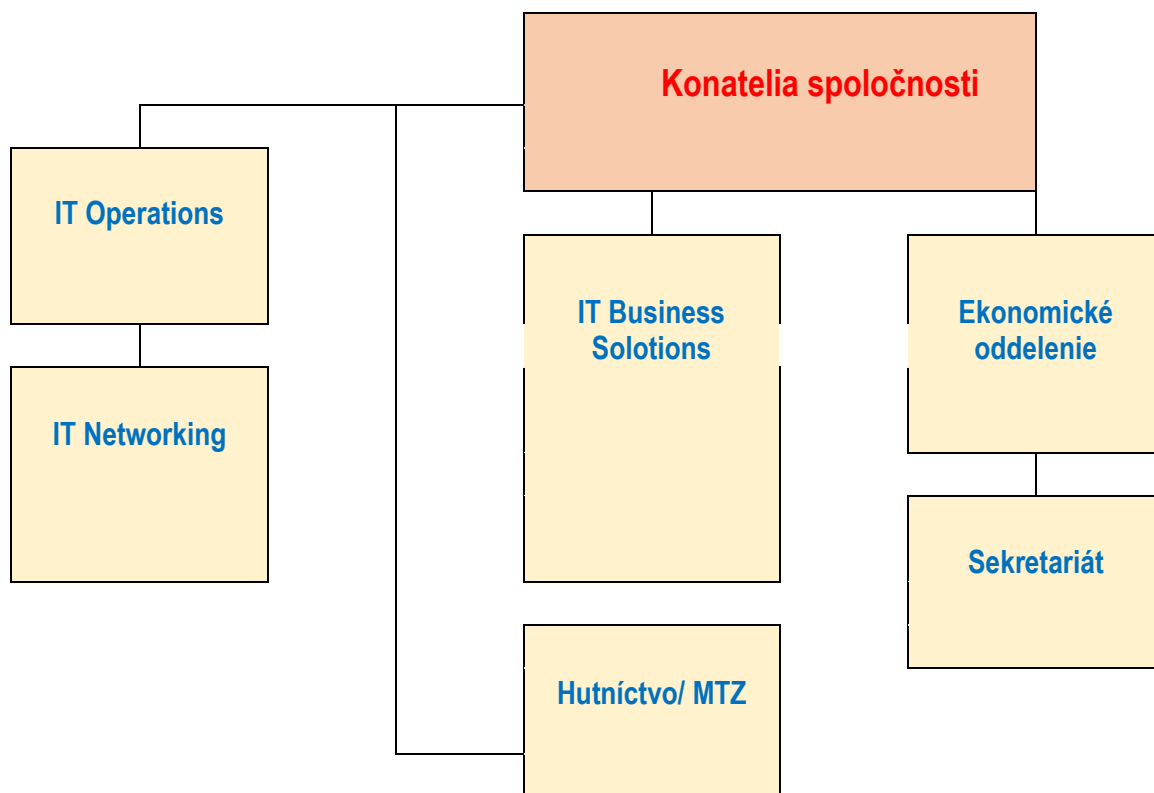 Konatelia spoločnosti
IT Operations
IT Business
Solotions
Ekonomické
oddelenie
IT Networking
Sekretariát
Hutníctvo/ MTZ